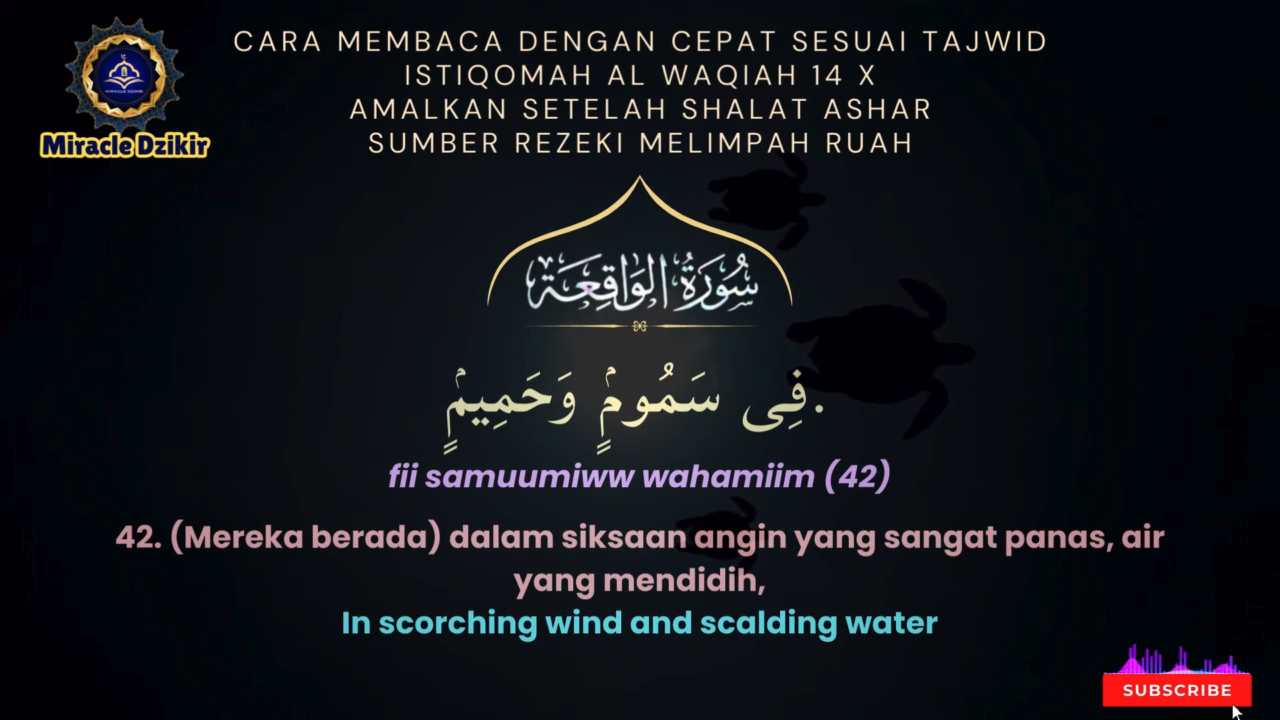 CARA MEMBACA DENGAN CEPAT SESUAI TAJWID
ISTIQOMAH AL WAQIAH 14 X
AMALKAN SETELAH SHALAT ASHAR
SUMBER REZEKI MELIMPAH RUAH
MIRACLE DZIKIR
Miracle Dzikir
سُورَةُ الوَاقِعَة
.فِى سَمُومٍۢ وَحَمِيمٍۢ
fii samuumiww wahamiim (42)
42. (Mereka berada) dalam siksaan angin yang sangat panas, air
yang mendidih,
In scorching wind and scalding water
SUBSCRIBE